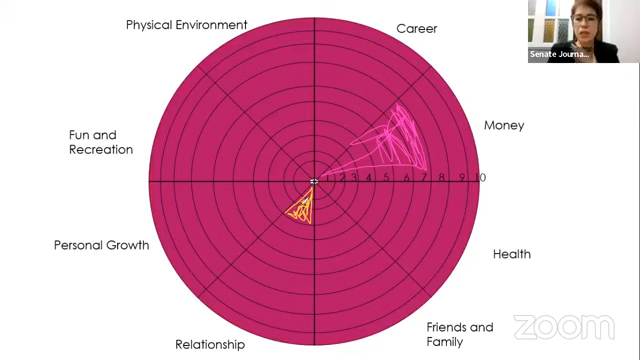 Physical Environment
Career
Senate Journa...
Fun and
Recreation
Money
1 2 3 4 5 6 7 8 9 10
Personal Growth
Health
Relationship
Friends and
Family
zoom